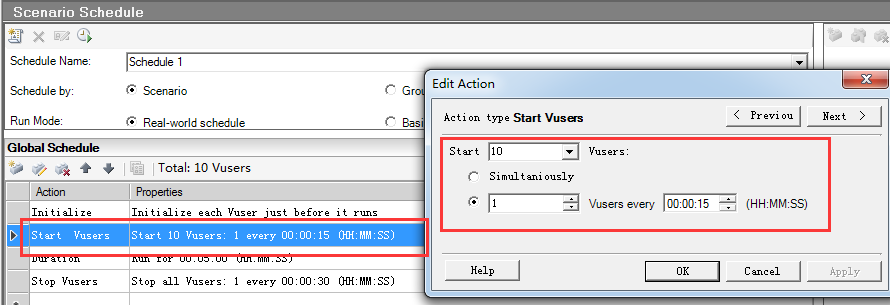 Scenario Schedule
Schedule Name: Schedule 1
Schedule by: Scenario Grou
Run Mode: Real-world schedule Basi
Global Schedule
Total: 10 Vusers
Action Properties
Initialize Initialize each Vuser just before it runs
Start Vusers Start 10 Vusers: 1 every 00:00:15 (HH:MM:SS)
Duration Run for 00:05:00 (HH:MM:SS)
Stop Vusers Stop all Vusers: 1 every 00:00:30 (HH:MM:SS)
Edit Action
Action type Start Vusers
< Previou Next >
Start 10 Vusers:
Simultaniously
1 Vusers every 00:00:15 (HH:MM:SS)
Help OK Cancel Apply